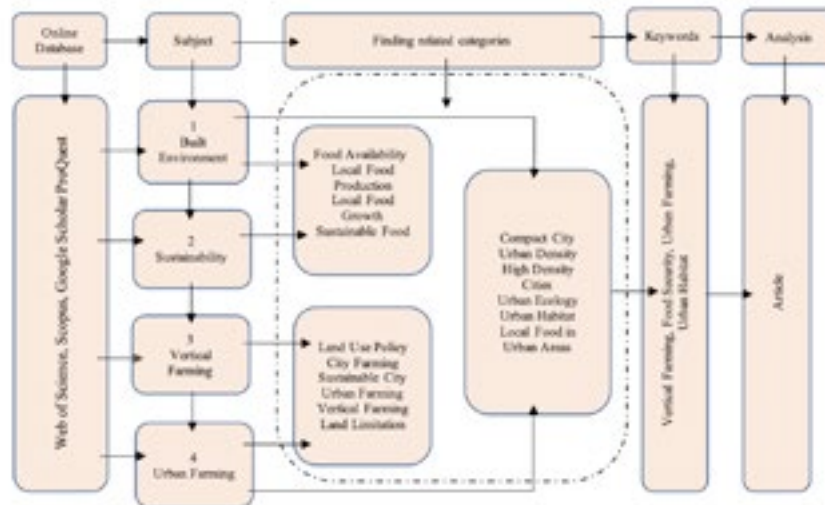 Online
Database
Subject
Finding related categories
Keywords
Analysis
Web of Science, Scopus, Google Scholar ProQuest
1
Built
Environment
2
Sustainability
3
Vertical
Farming
4
Urban Farming
Food Availability
Local Food
Production
Local Food
Growth
Sustainable Food
Land Use Policy
City Farming
Sustainable City
Urban Farming
Vertical Farming
Land Limitation
Compact City
Urban Density
High Density
Cities
Urban Ecology
Urban Habitat
Local Food in
Urban Areas
Vertical Farming, Food Security, Urban Farming,
Urban Habitat
Article